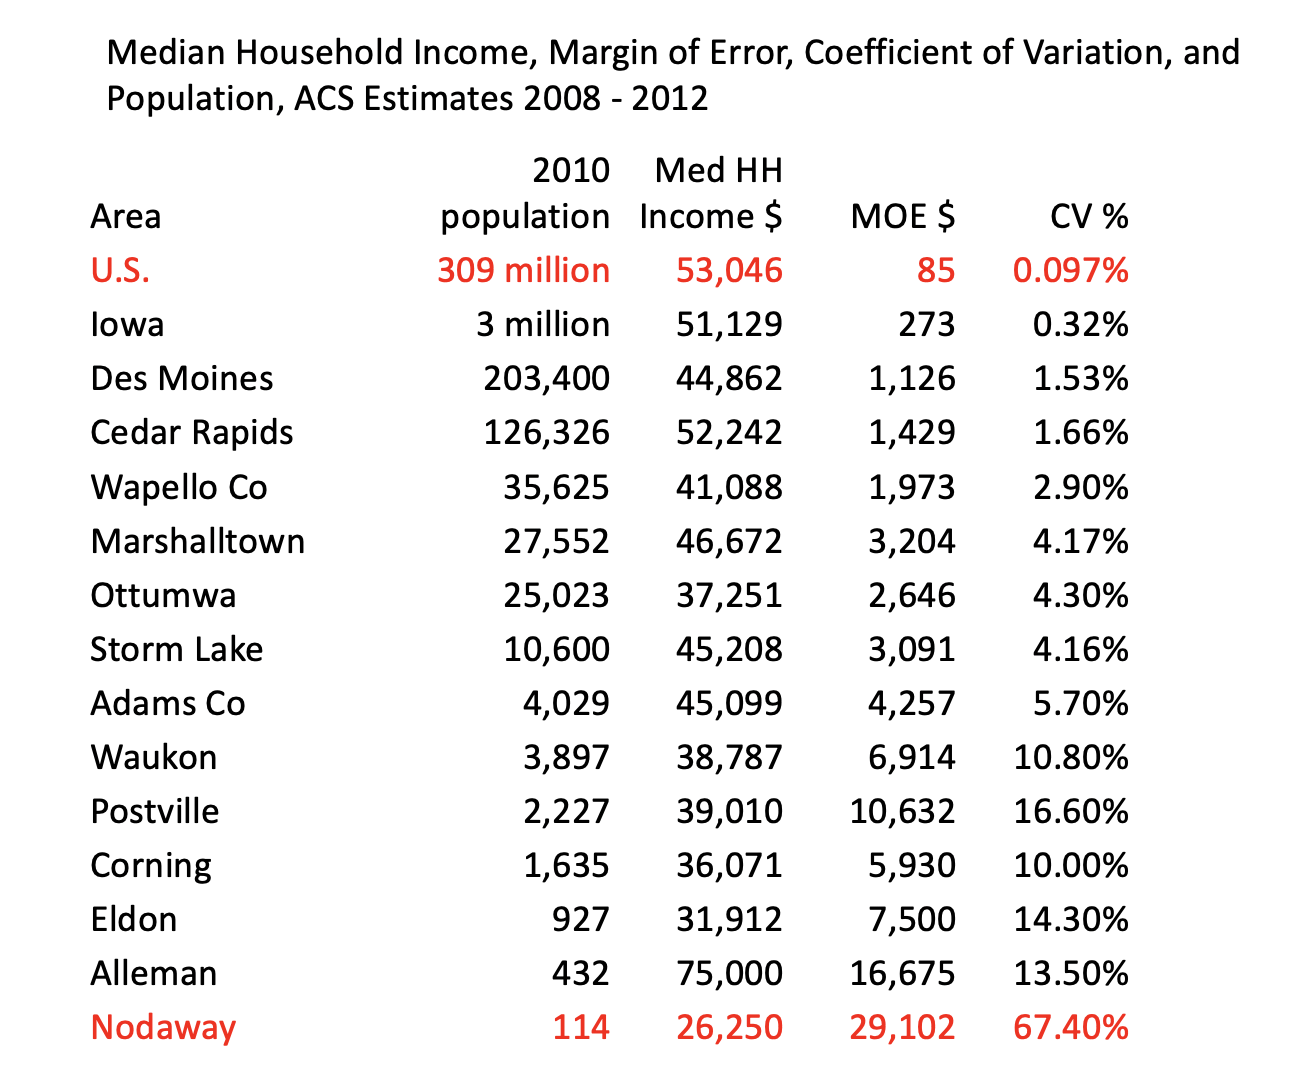 Median Household Income, Margin of Error, Coefficient of Variation, and
Population, ACS Estimates 2008 - 2012
2010 Med HH
Area population Income $ MOE $ CV %
U.S. 309 million 53,046 85 0.097%
Iowa 3 million 51,129 273 0.32%
Des Moines 203,400 44,862 1,126 1.53%
Cedar Rapids 126,326 52,242 1,429 1.66%
Wapello Co 35,625 41,088 1,973 2.90%
Marshalltown 27,552 46,672 3,204 4.17%
Ottumwa 25,023 37,251 2,646 4.30%
Storm Lake 10,600 45,208 3,091 4.16%
Adams Co 4,029 45,099 4,257 5.70%
Waukon 3,897 38,787 6,914 10.80%
Postville 2,227 39,010 10,632 16.60%
Corning 1,635 36,071 5,930 10.00%
Eldon 927 31,912 7,500 14.30%
Alleman 432 75,000 16,675 13.50%
Nodaway 114 26,250 29,102 67.40%